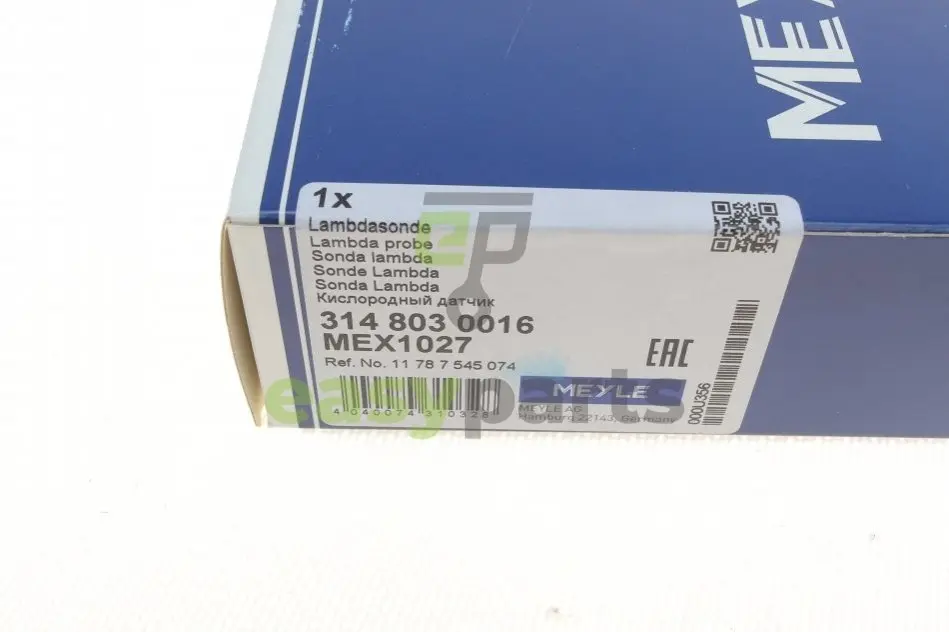 MEY
1x
Lambdasonde
Lambda probe
Sonda lambda
Sonde Lambda
Sonda Lambda
Кислородный датчик
314 803 0016
MEX1027
Ref. No. 11 78 7 545 074
EAC
MEYLE
MEYLE AG
Hamburg 22143, Germany
4 040074 310328
000U356
easyparts